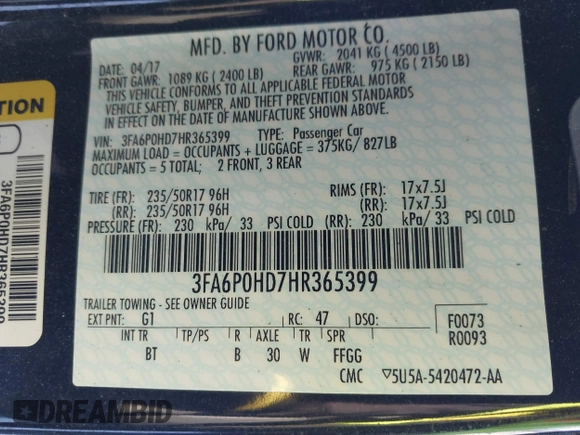 MFD. BY FORD MOTOR CO.
DATE: 04/17 GVWR: 2041 KG (4500 LB)
FRONT GAWR: 1089 KG (2400 LB) REAR GAWR: 975 KG (2150 LB)
THIS VEHICLE CONFORMS TO ALL APPLICABLE FEDERAL MOTOR
VEHICLE SAFETY, BUMPER, AND THEFT PREVENTION STANDARDS
IN EFFECT ON THE DATE OF MANUFACTURE SHOWN ABOVE.
VIN: 3FA6P0HD7HR365399 TYPE: Passenger Car
MAXIMUM LOAD = OCCUPANTS + LUGGAGE = 375KG/ 827LB
OCCUPANTS = 5 TOTAL; 2 FRONT, 3 REAR
TIRE (FR): 235/50R17 96H RIMS (FR): 17x7.5J
(RR): 235/50R17 96H (RR): 17x7.5J
PRESSURE (FR): 230 kPa/ 33 PSI COLD (RR): 230 kPa/ 33 PSI COLD
3FA6P0HD7HR365399
TRAILER TOWING - SEE OWNER GUIDE
EXT PNT: G1 RC: 47 DSO: F0073
R0093
INT TR TP/PS R AXLE TR SPR
BT B 30 W FFGG
CMC ▽5U5A-5420472-AA
TION
3FA6P0HD7HR365399
DREAMBID